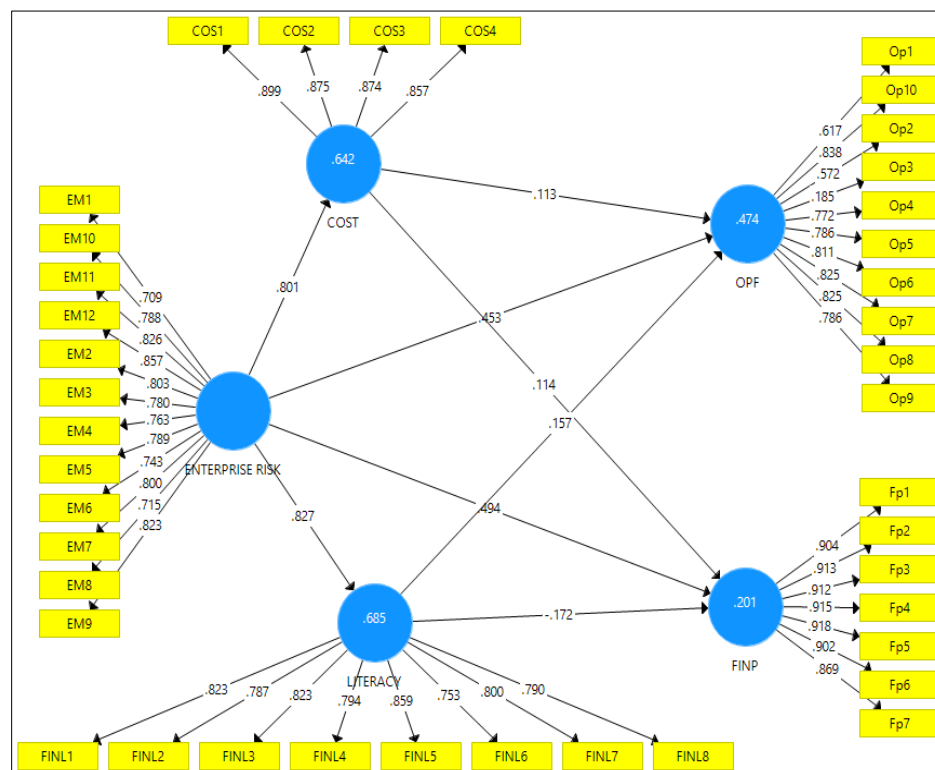 COS1 COS2 COS3 COS4
.899 .875 .874 .857
.642
COST
EM1
EM10
EM11
EM12
EM2
EM3
EM4
EM5
EM6
EM7
EM8
EM9
.709
.788
.826
.857
.803
.780
.763
.789
.743
.800
.715
.823
ENTERPRISE RISK
.801
.827
.113
.453
.114
.157
.494
-.172
.474
OPF
.617
.838
.572
.185
.772
.786
.811
.825
.825
.786
Op1
Op10
Op2
Op3
Op4
Op5
Op6
Op7
Op8
Op9
.201
FINP
.904
.913
.912
.915
.918
.902
.869
Fp1
Fp2
Fp3
Fp4
Fp5
Fp6
Fp7
.685
LITERACY
.823 .787 .823 .794 .859 .753 .800 .790
FINL1 FINL2 FINL3 FINL4 FINL5 FINL6 FINL7 FINL8